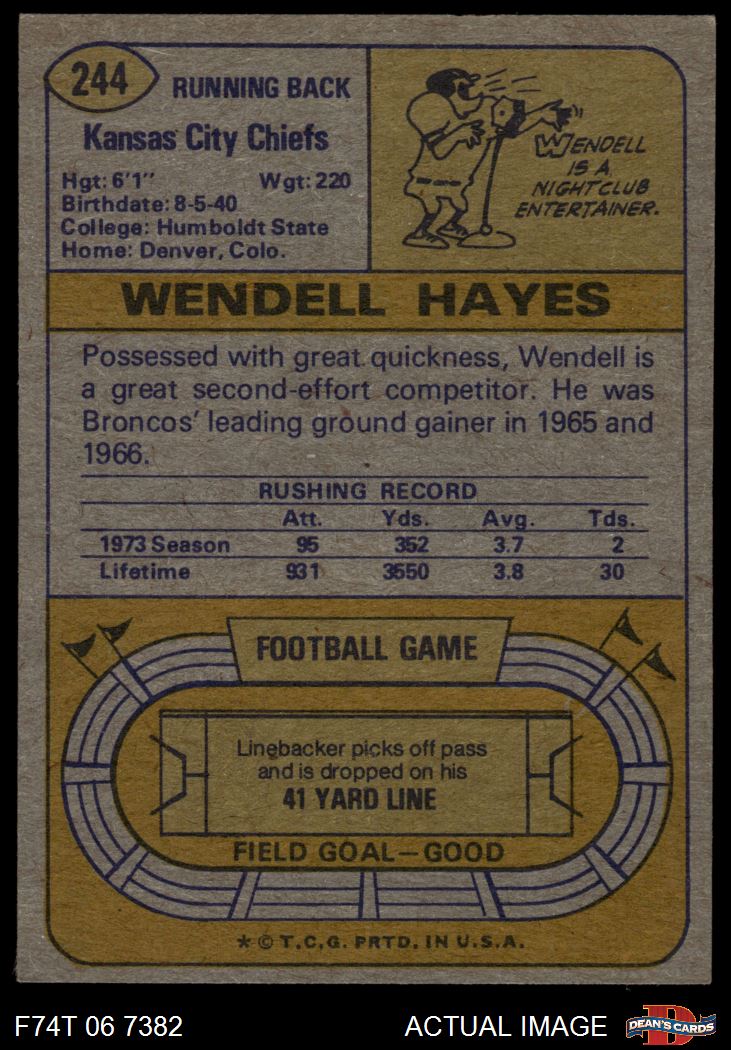 244
RUNNING BACK
Kansas City Chiefs
Hgt: 6'1" Wgt: 220
Birthdate: 8-5-40
College: Humboldt State
Home: Denver, Colo.
WENDELL
IS A
NIGHTCLUB
ENTERTAINER.
WENDELL HAYES
Possessed with great quickness, Wendell is
a great second-effort competitor. He was
Broncos' leading ground gainer in 1965 and
1966.
RUSHING RECORD
Att. Yds. Avg. Tds.
1973 Season 95 352 3.7 2
Lifetime 931 3550 3.8 30
FOOTBALL GAME
Linebacker picks off pass
and is dropped on his
41 YARD LINE
FIELD GOAL—GOOD
* © T.C.G. PRTD. IN U.S.A.
F74T 06 7382 ACTUAL IMAGE
DEAN'S CARDS